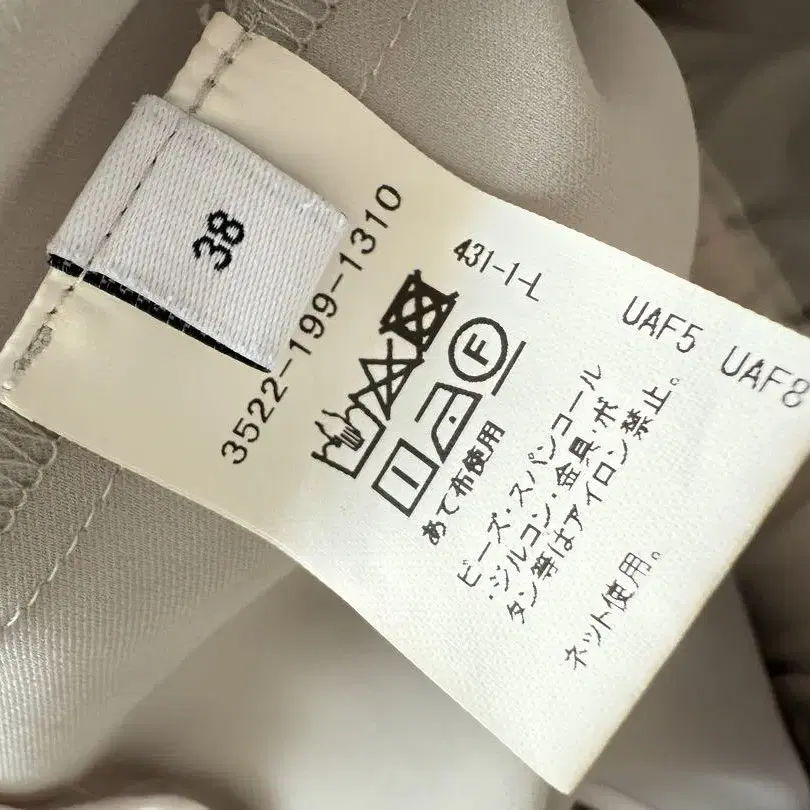 38
3522-199-1310
431-1-L
F
あて布使用
ビーズ・スパンコール
・ジルコン・金具・ボ
タン等はアイロン禁止。
ネット使用。
UAF5 UAF8